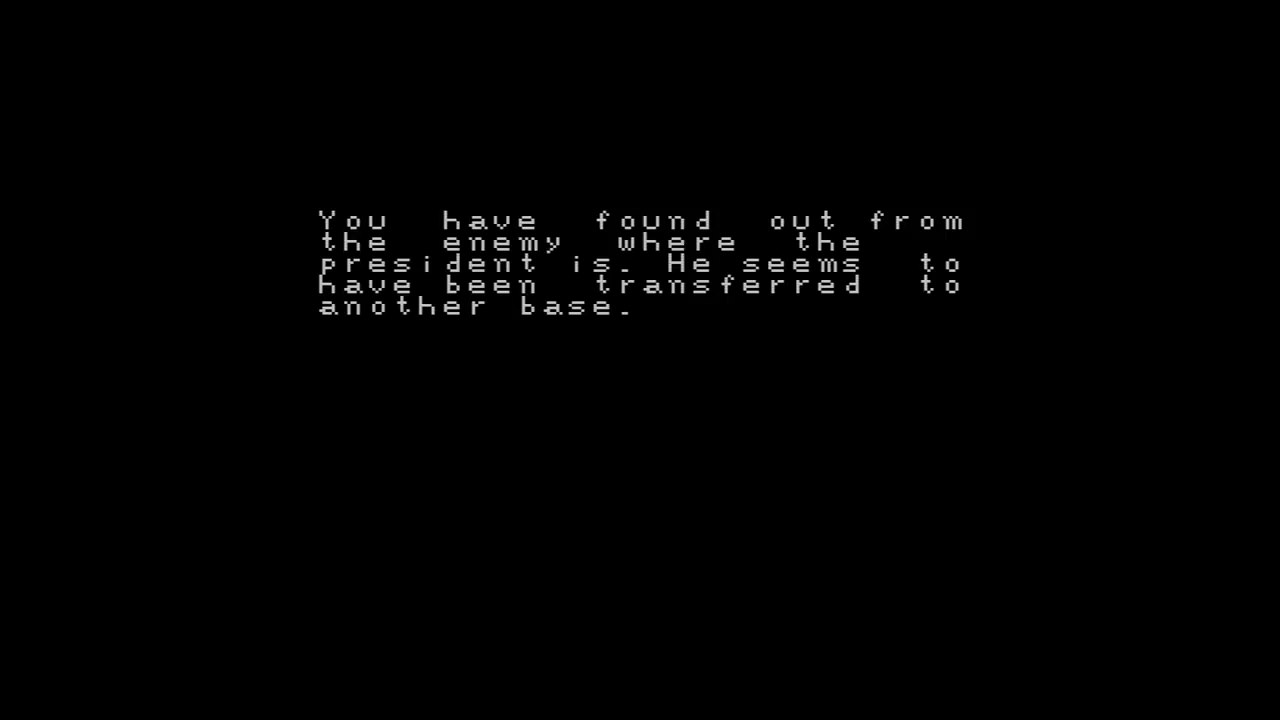 You have found out from
the enemy where the
president is. He seems to
have been transferred to
another base.